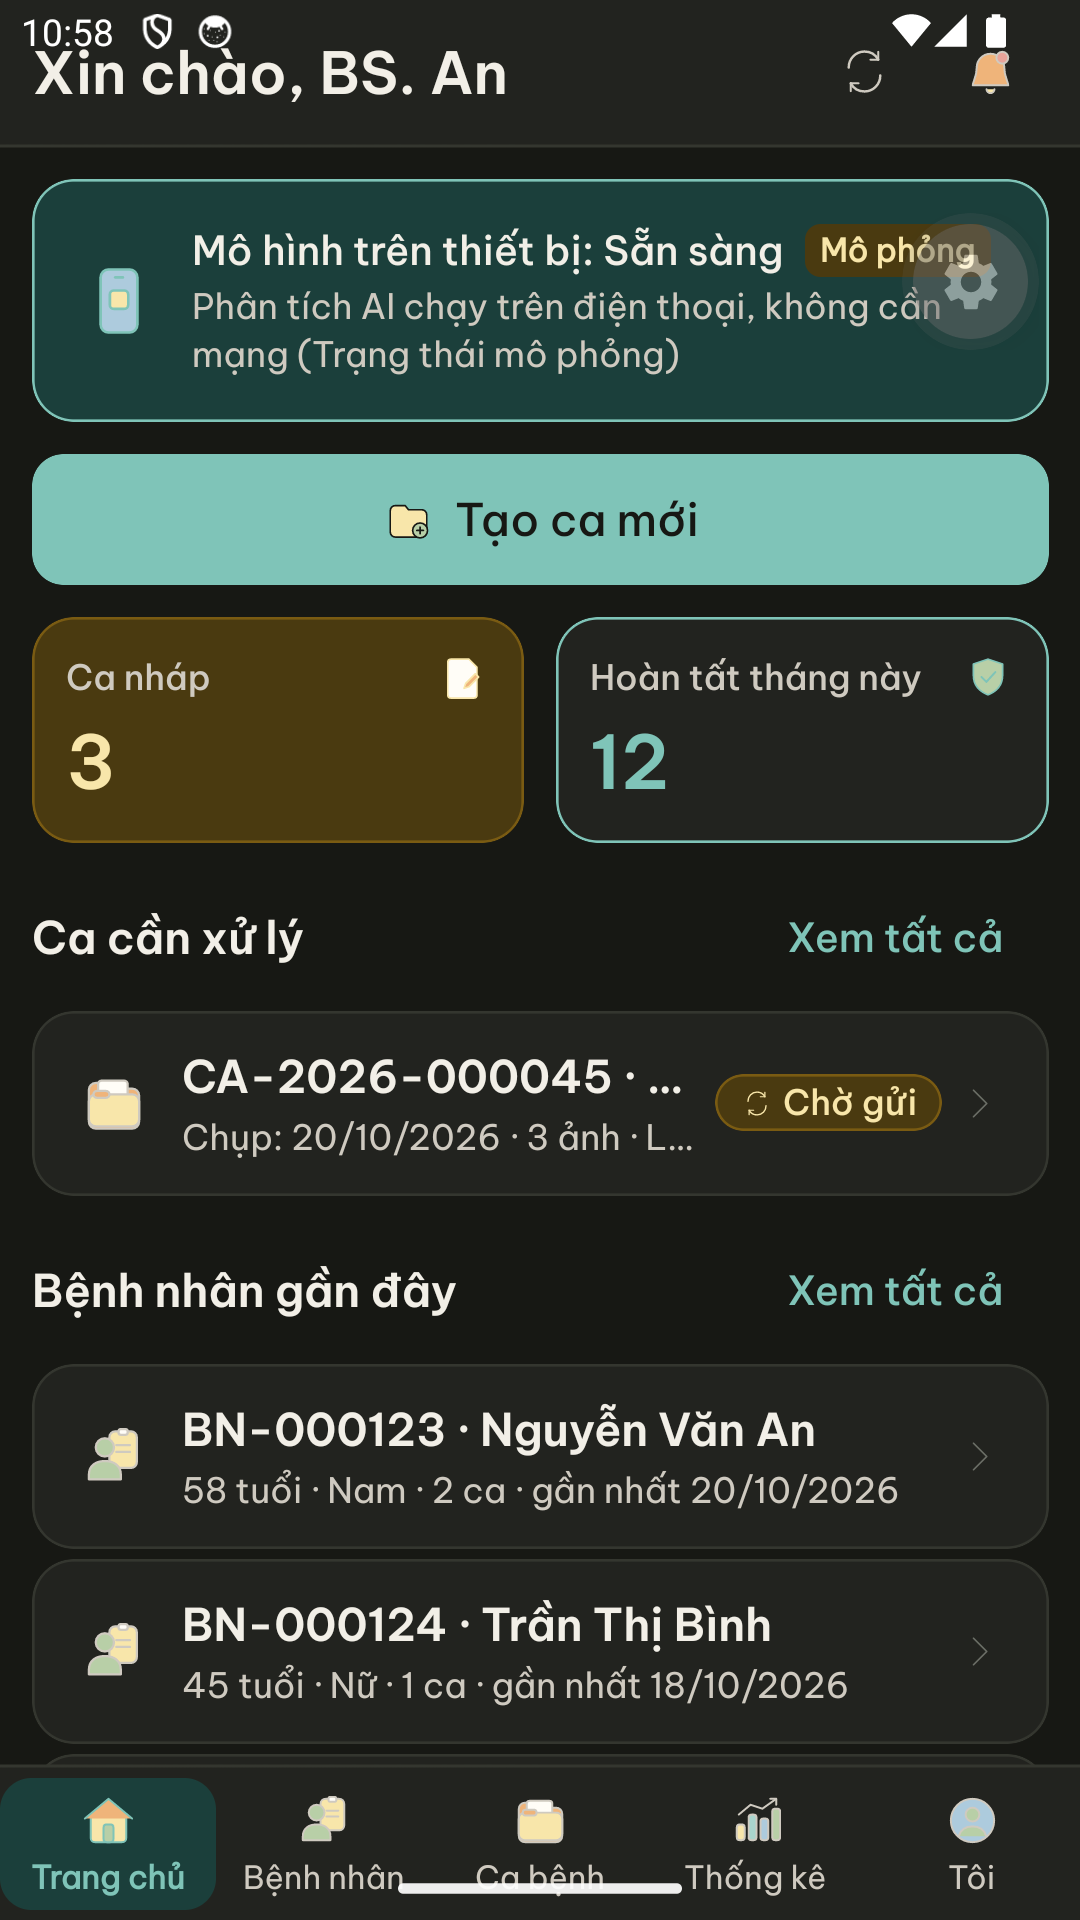 10:58
Xin chào, BS. An
Mô hình trên thiết bị: Sẵn sàng
Mô phỏng
Phân tích AI chạy trên điện thoại, không cần
mạng (Trạng thái mô phỏng)
Tạo ca mới
Ca nháp
3
Hoàn tất tháng này
12
Ca cần xử lý
Xem tất cả
CA-2026-000045 · ...
Chụp: 20/10/2026 · 3 ảnh · L...
Chờ gửi
Bệnh nhân gần đây
Xem tất cả
BN-000123 · Nguyễn Văn An
58 tuổi · Nam · 2 ca · gần nhất 20/10/2026
BN-000124 · Trần Thị Bình
45 tuổi · Nữ · 1 ca · gần nhất 18/10/2026
Trang chủ
Bệnh nhân
Ca bệnh
Thống kê
Tôi